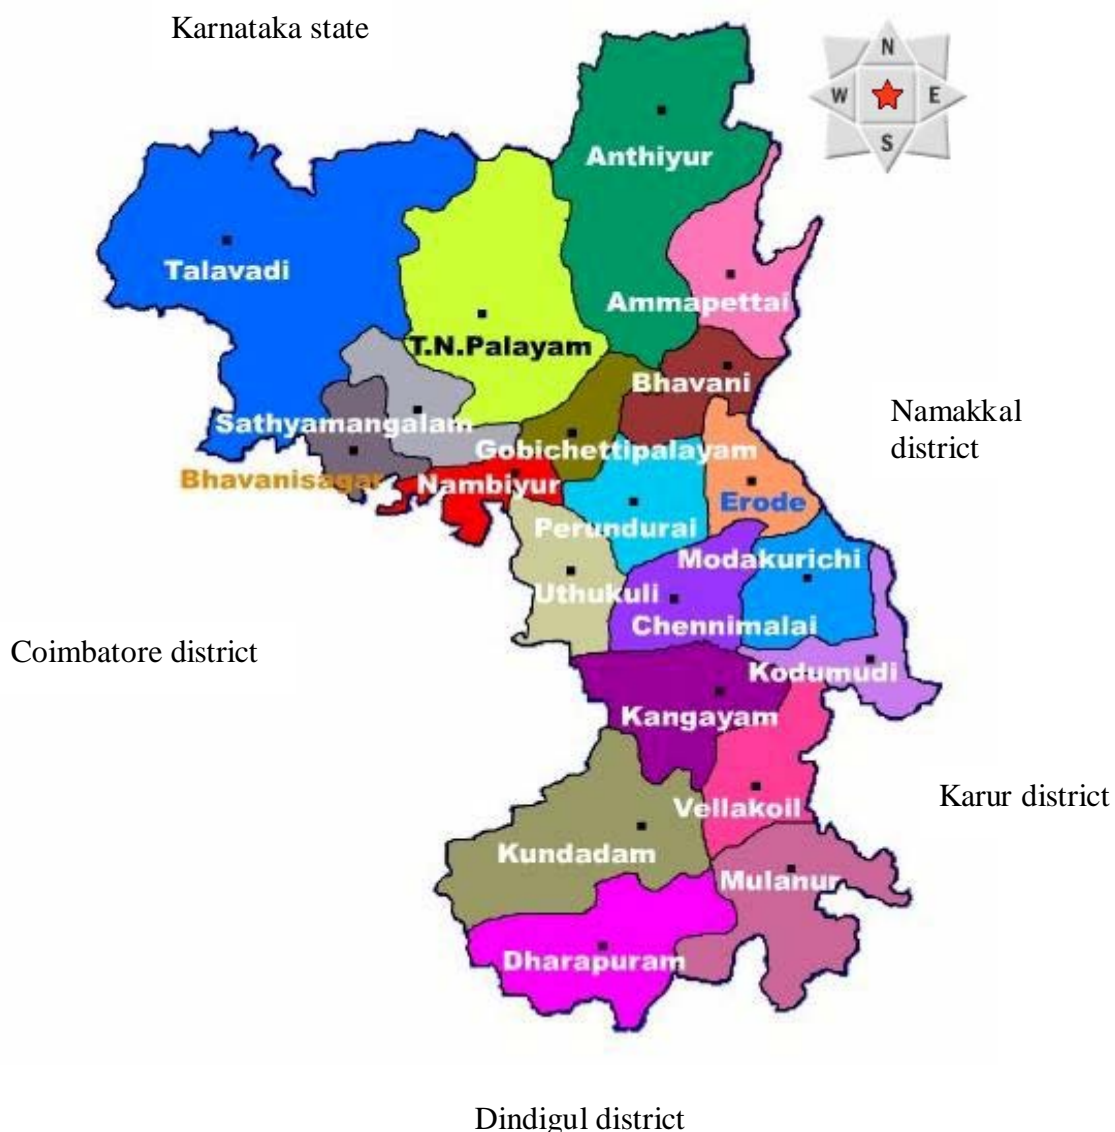 Karnataka state
N
W
E
S
Anthiyur
Talavadi
Ammapettai
T.N.Palayam
Bhavani
Sathyamangalam
Gobichettipalayam
Bhavanisagar
Nambiyur
Erode
Namakkal
district
Perundurai
Modakurichi
Uthukuli
Chennimalai
Coimbatore district
Kodumudi
Kangayam
Vellakoil
Karur district
Kundadam
Mulanur
Dharapuram
Dindigul district